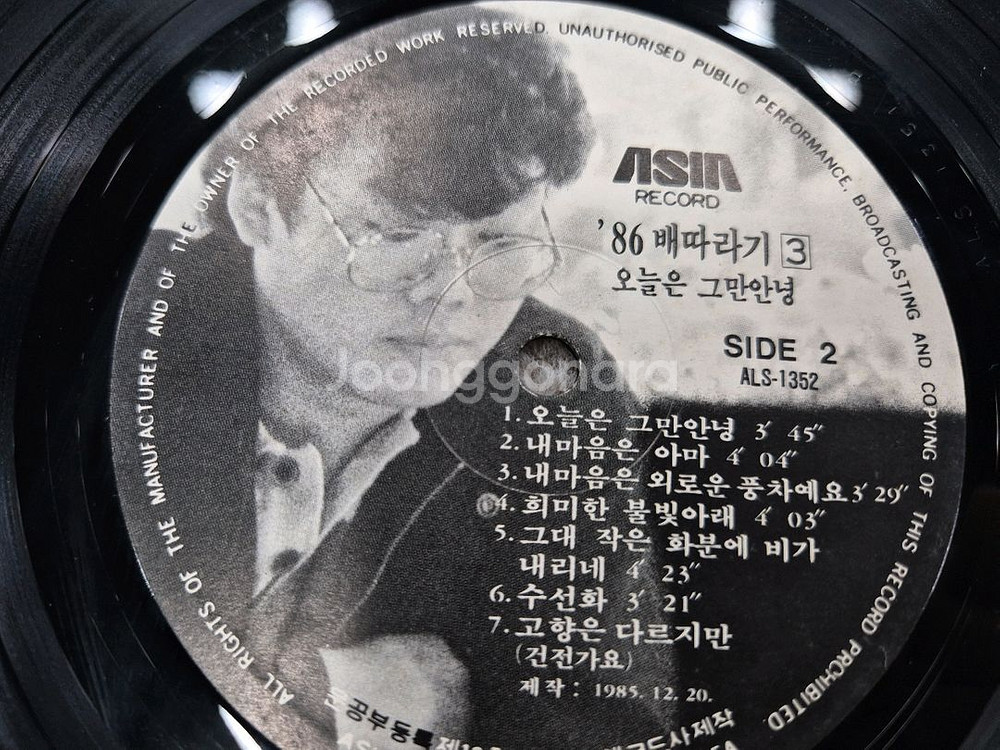 ALL RIGHTS OF THE MANUFACTURER AND OF THE OWNER OF THE RECORDED WORK RESERVED. UNAUTHORISED PUBLIC PERFORMANCE, BROADCASTING AND COPYING OF THIS RECORD PROHIBITED
ASIA
RECORD
'86 배따라기 3
오늘은 그만안녕
SIDE 2
ALS-1352
Joonggonara
1. 오늘은 그만안녕 3′ 45″
2. 내마음은 아마 4′ 04″
3. 내마음은 외로운 풍차예요 3′ 29″
4. 희미한 불빛아래 4′ 03″
5. 그대 작은 화분에 비가
내리네 4′ 23″
6. 수선화 3′ 21″
7. 고향은 다르지만
(건전가요)
제작 : 1985. 12. 20.